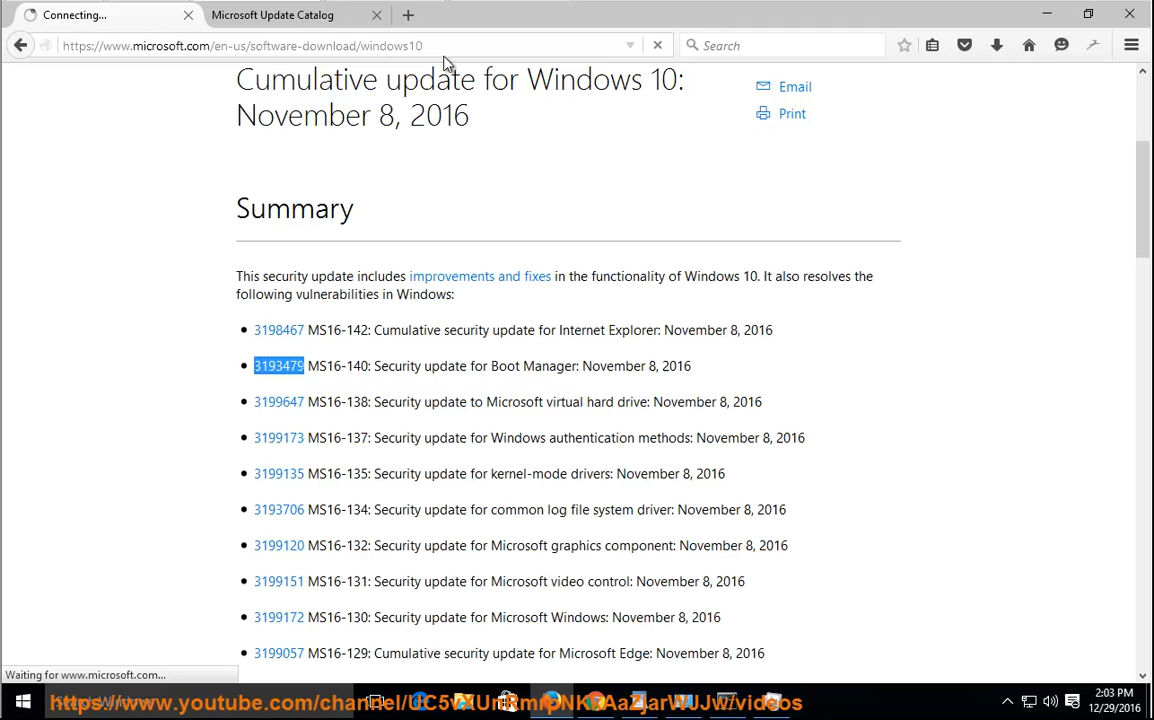 Connecting...
Microsoft Update Catalog
https://www.microsoft.com/en-us/software-download/windows10
Search
Cumulative update for Windows 10:
November 8, 2016
Email
Print
Summary
This security update includes improvements and fixes in the functionality of Windows 10. It also resolves the
following vulnerabilities in Windows:
3198467 MS16-142: Cumulative security update for Internet Explorer: November 8, 2016
3193479 MS16-140: Security update for Boot Manager: November 8, 2016
3199647 MS16-138: Security update to Microsoft virtual hard drive: November 8, 2016
3199173 MS16-137: Security update for Windows authentication methods: November 8, 2016
3199135 MS16-135: Security update for kernel-mode drivers: November 8, 2016
3193706 MS16-134: Security update for common log file system driver: November 8, 2016
3199120 MS16-132: Security update for Microsoft graphics component: November 8, 2016
3199151 MS16-131: Security update for Microsoft video control: November 8, 2016
3199172 MS16-130: Security update for Microsoft Windows: November 8, 2016
3199057 MS16-129: Cumulative security update for Microsoft Edge: November 8, 2016
Waiting for www.microsoft.com...
2:03 PM
12/29/2016